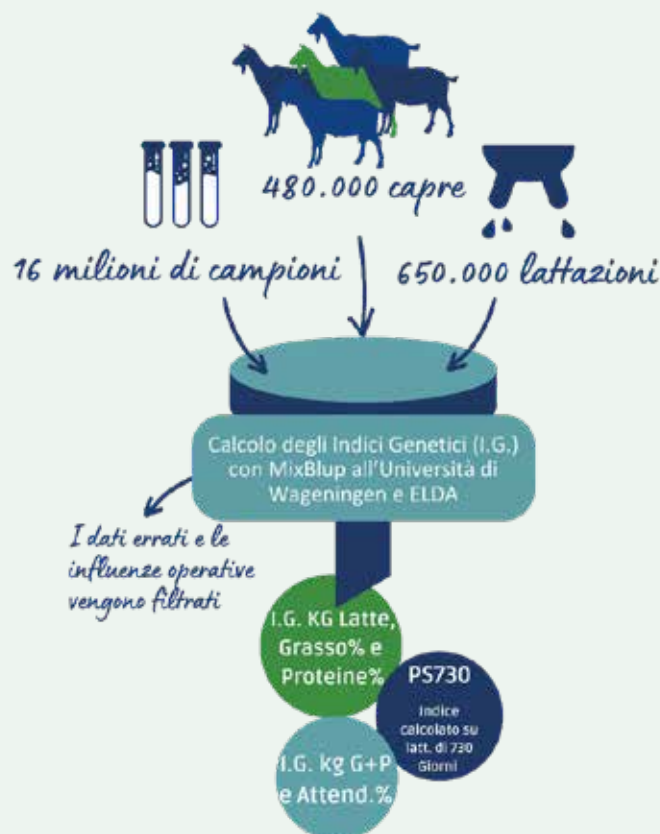 480.000 capre
16 milioni di campioni
650.000 lattazioni
Calcolo degli Indici Genetici (I.G.)
con MixBlup all'Università di
Wageningen e ELDA
I dati errati e le
influenze operative
vengono filtrati
I.G. KG Latte,
Grasso% e
Proteine%
PS730
Indice
calcolato su
latt. di 730
Giorni
I.G. kg G+P
e Attend.%